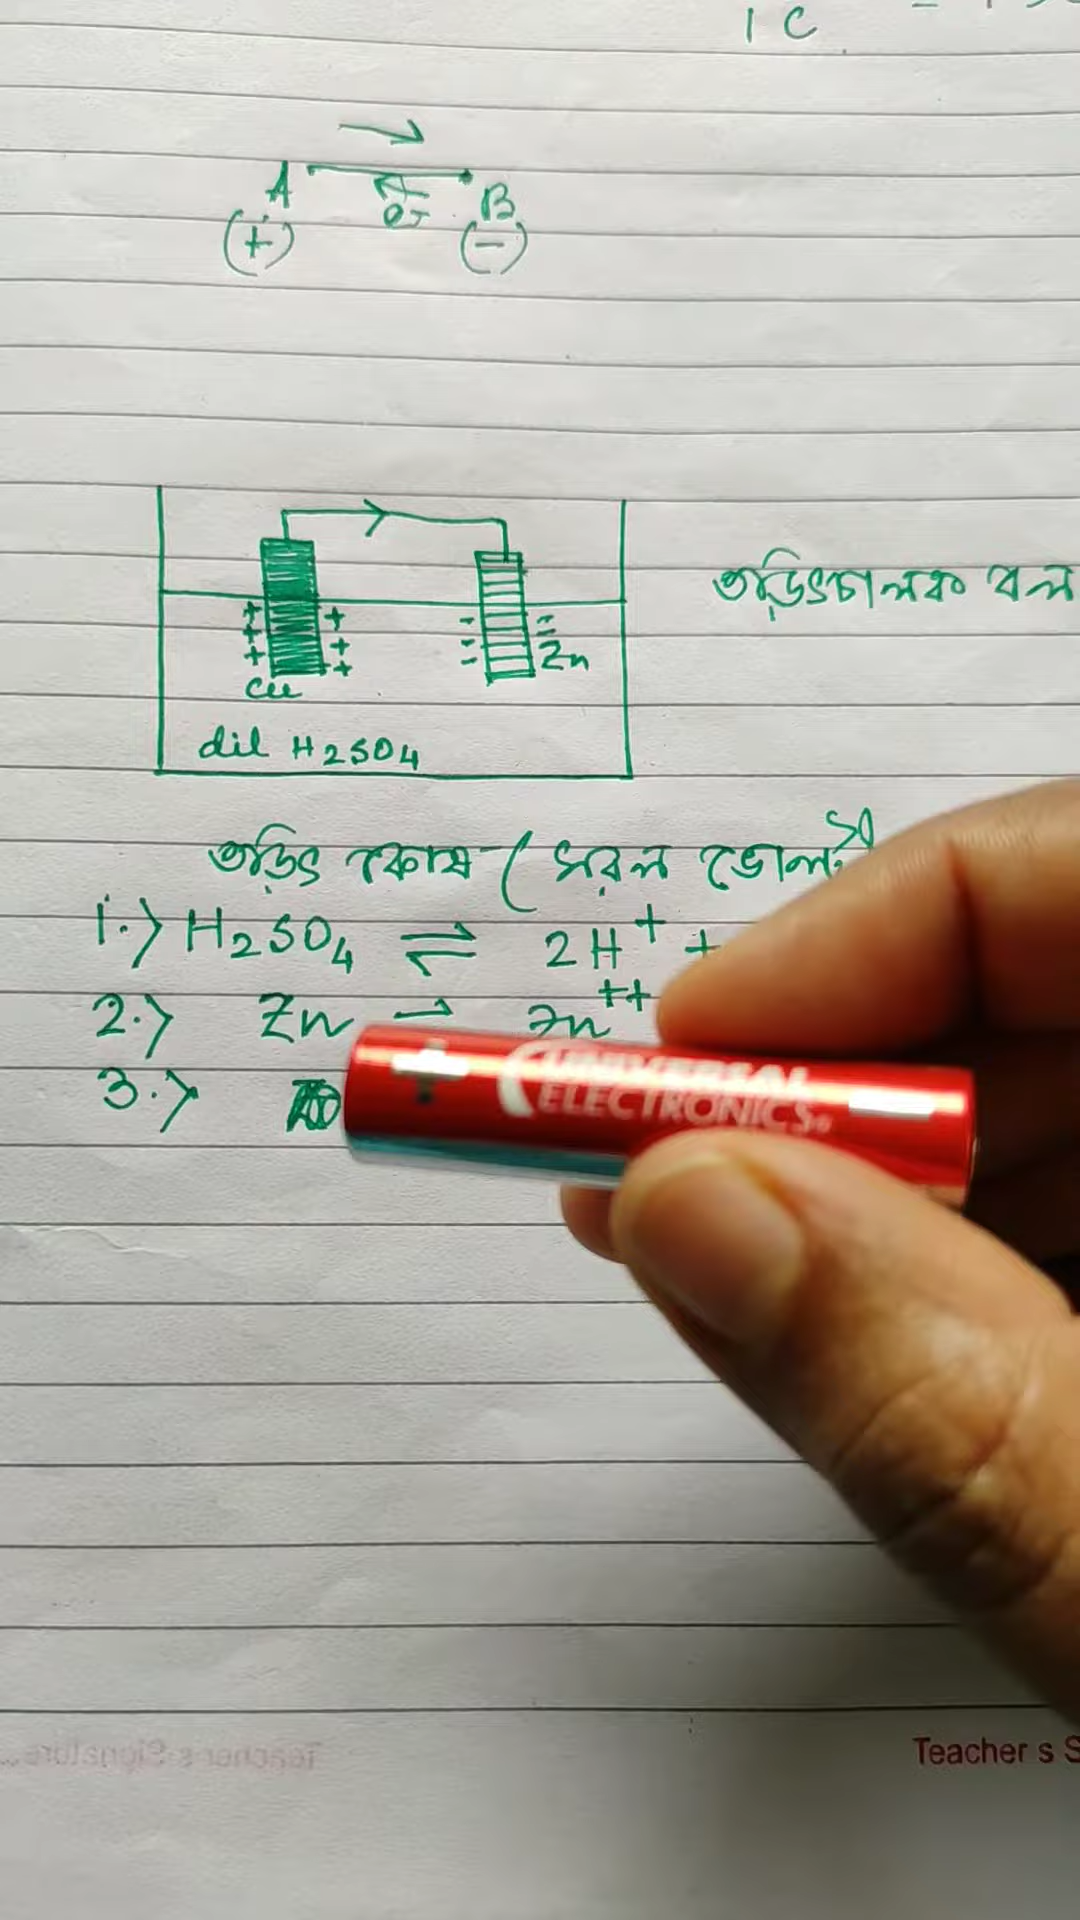 1 C
A B
e-
(+) (-)
তড়িৎচালক বল
+ +
+ +
+ +
- =
- -
- -
Zn
Cu
dil H2SO4
তড়িৎ কোষ (সরল
1.> H2SO4 ⇌ 2H+ +
2.> Zn ⇌ Zn++
3.>
+ UNIVERSAL ELECTRONICS -
Teacher s Signature
Teacher s S